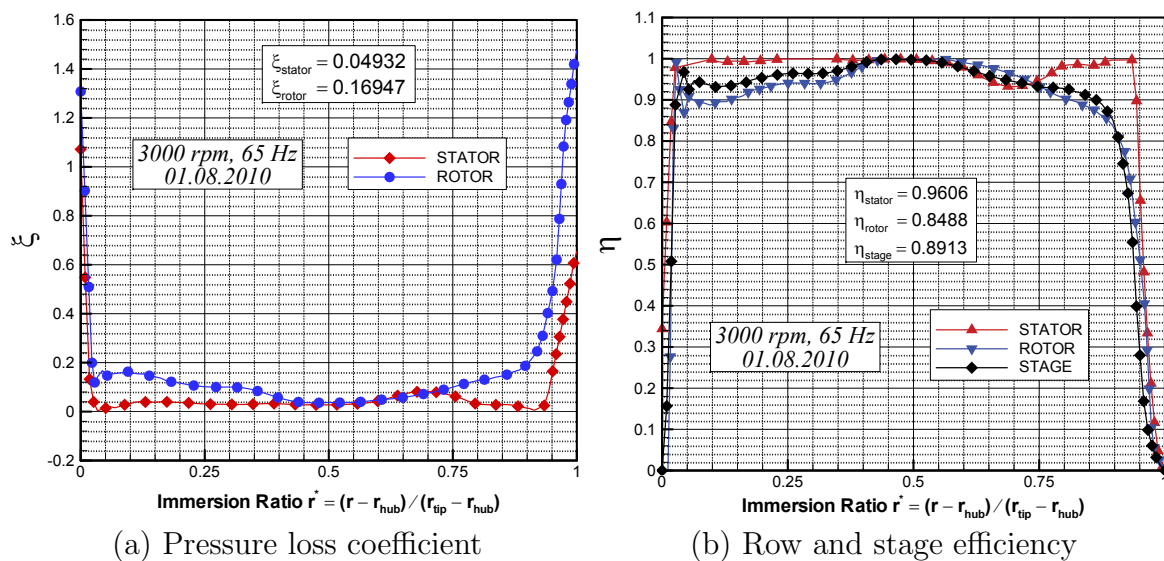 1.6
1.4
1.2
1
0.8
0.6
0.4
0.2
0
-0.2
ξ
ξstator = 0.04932
ξrotor = 0.16947
3000 rpm, 65 Hz
01.08.2010
STATOR
ROTOR
0 0.25 0.5 0.75 1
Immersion Ratio r* = (r − rhub) / (rtip − rhub)
(a) Pressure loss coefficient
1.1
1
0.9
0.8
0.7
0.6
0.5
0.4
0.3
0.2
0.1
0
η
ηstator = 0.9606
ηrotor = 0.8488
ηstage = 0.8913
3000 rpm, 65 Hz
01.08.2010
STATOR
ROTOR
STAGE
0 0.25 0.5 0.75 1
Immersion Ratio r* = (r − rhub) / (rtip − rhub)
(b) Row and stage efficiency